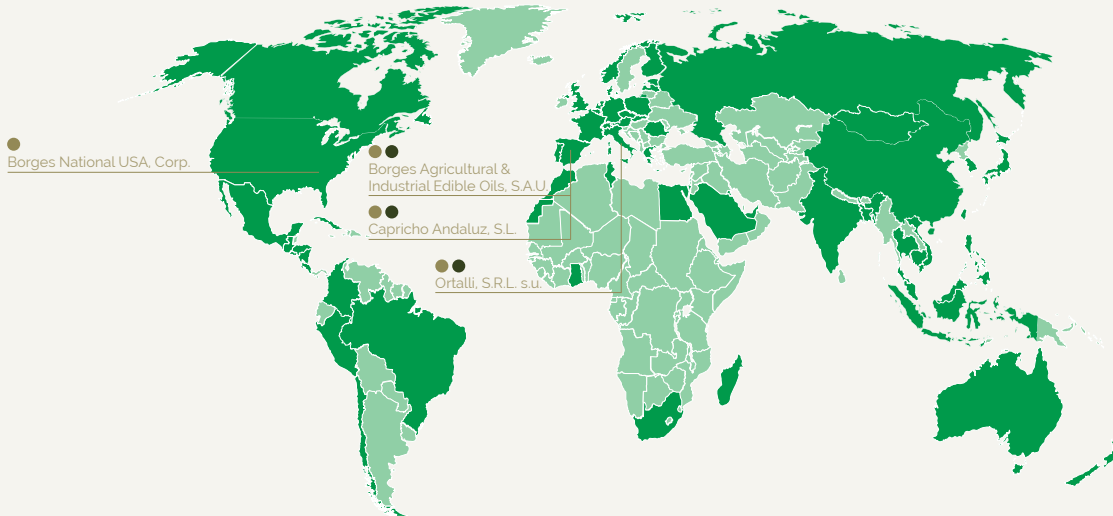 Borges National USA, Corp.
Borges Agricultural &
Industrial Edible Oils, S.A.U.
Capricho Andaluz, S.L.
Ortalli, S.R.L. s.u.